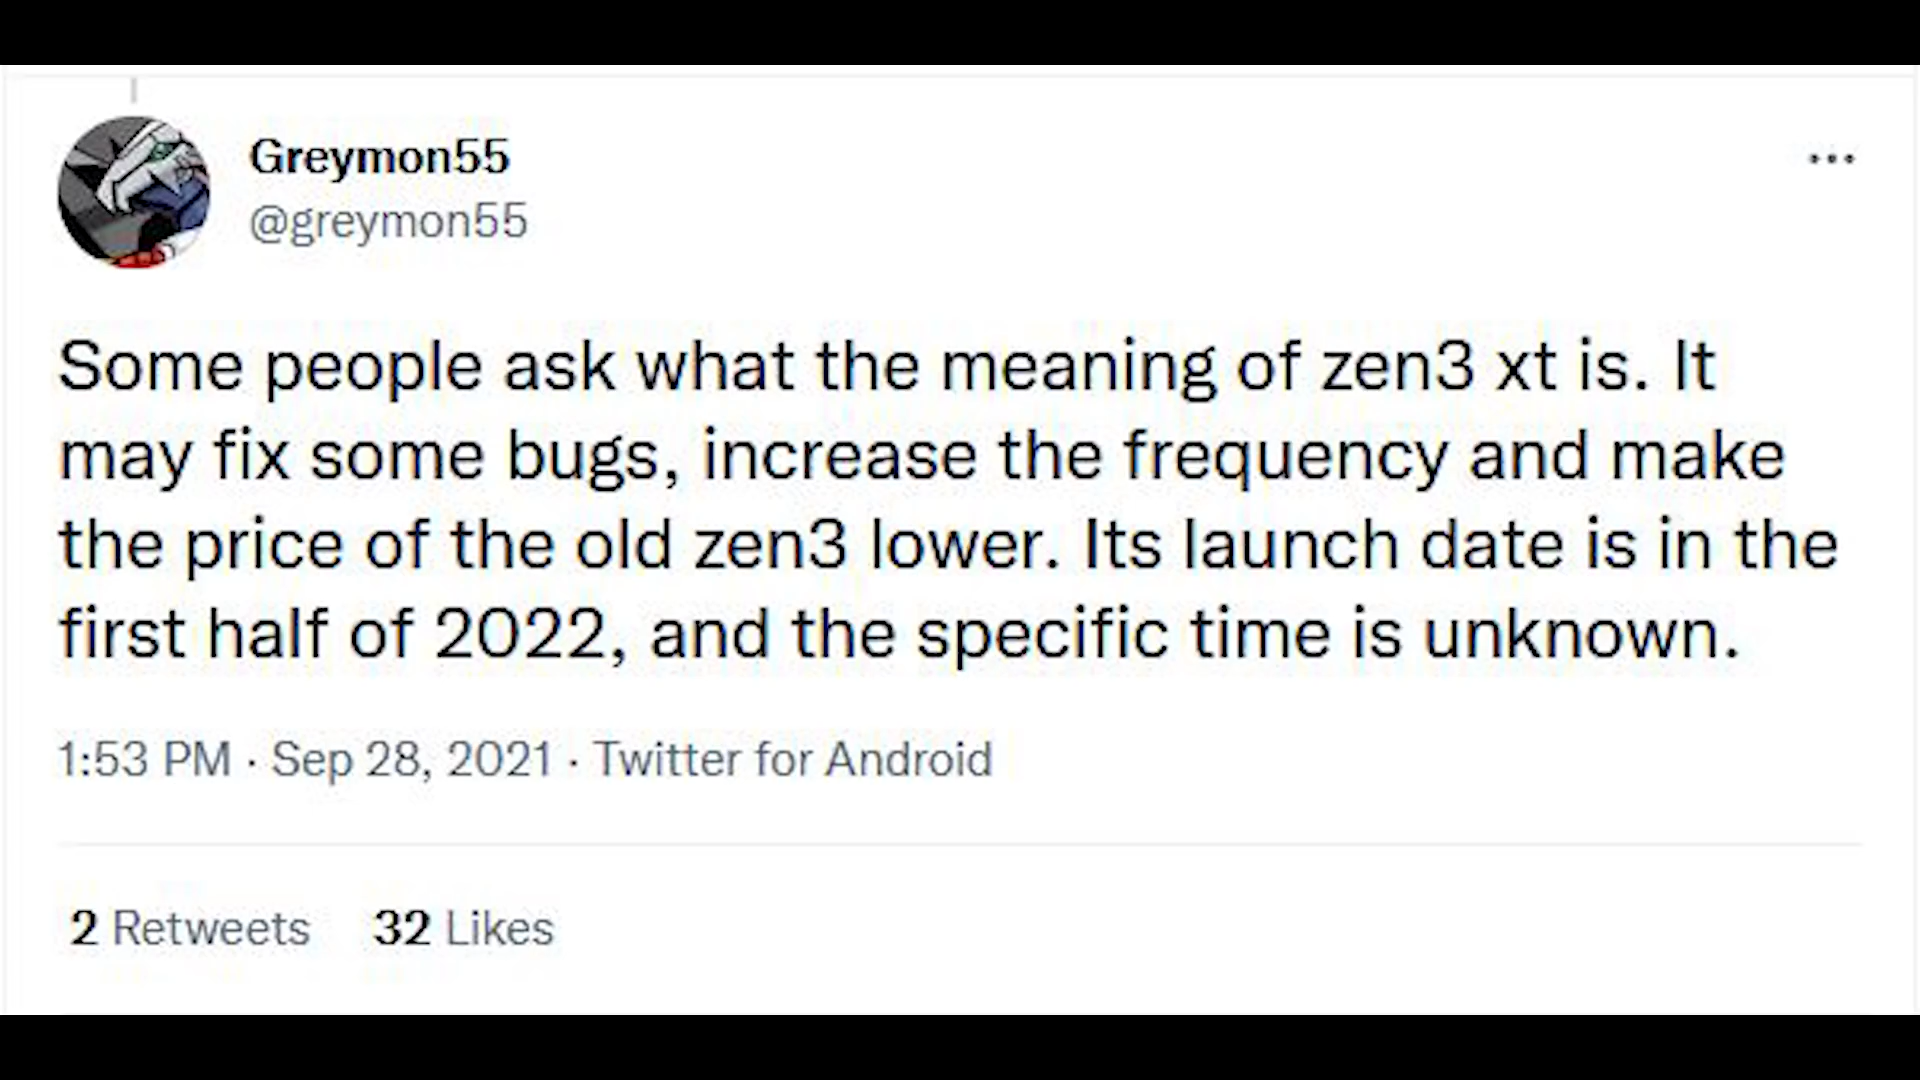 Greymon55
@greymon55
Some people ask what the meaning of zen3 xt is. It
may fix some bugs, increase the frequency and make
the price of the old zen3 lower. Its launch date is in the
first half of 2022, and the specific time is unknown.
1:53 PM · Sep 28, 2021 · Twitter for Android
2 Retweets 32 Likes